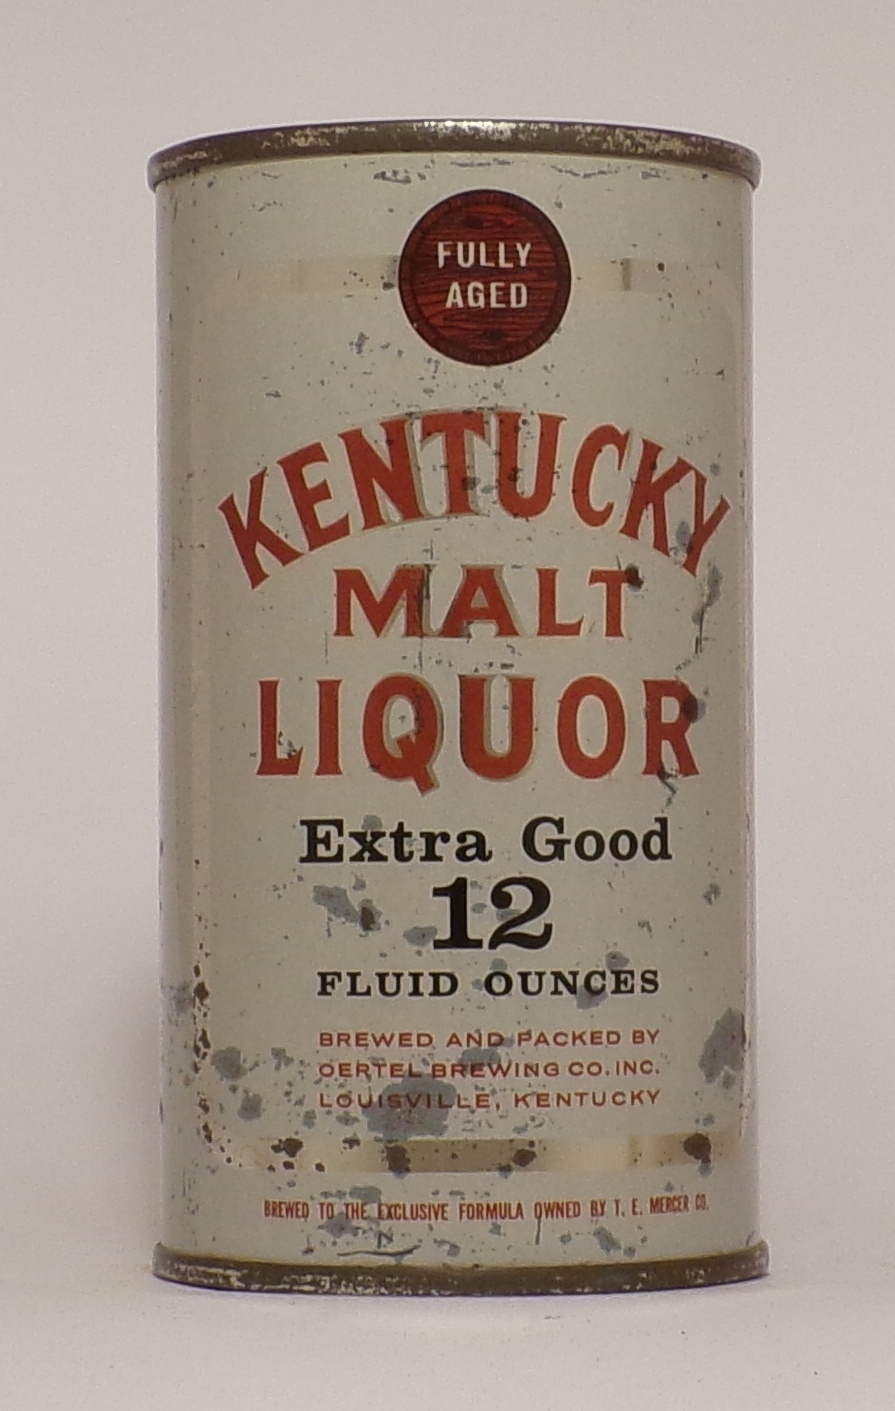 FULLY
AGED
KENTUCKY
MALT
LIQUOR
Extra Good
12
FLUID OUNCES
BREWED AND PACKED BY
OERTEL BREWING CO. INC.
LOUISVILLE, KENTUCKY
BREWED TO THE EXCLUSIVE FORMULA OWNED BY T. E. MERCER CO.